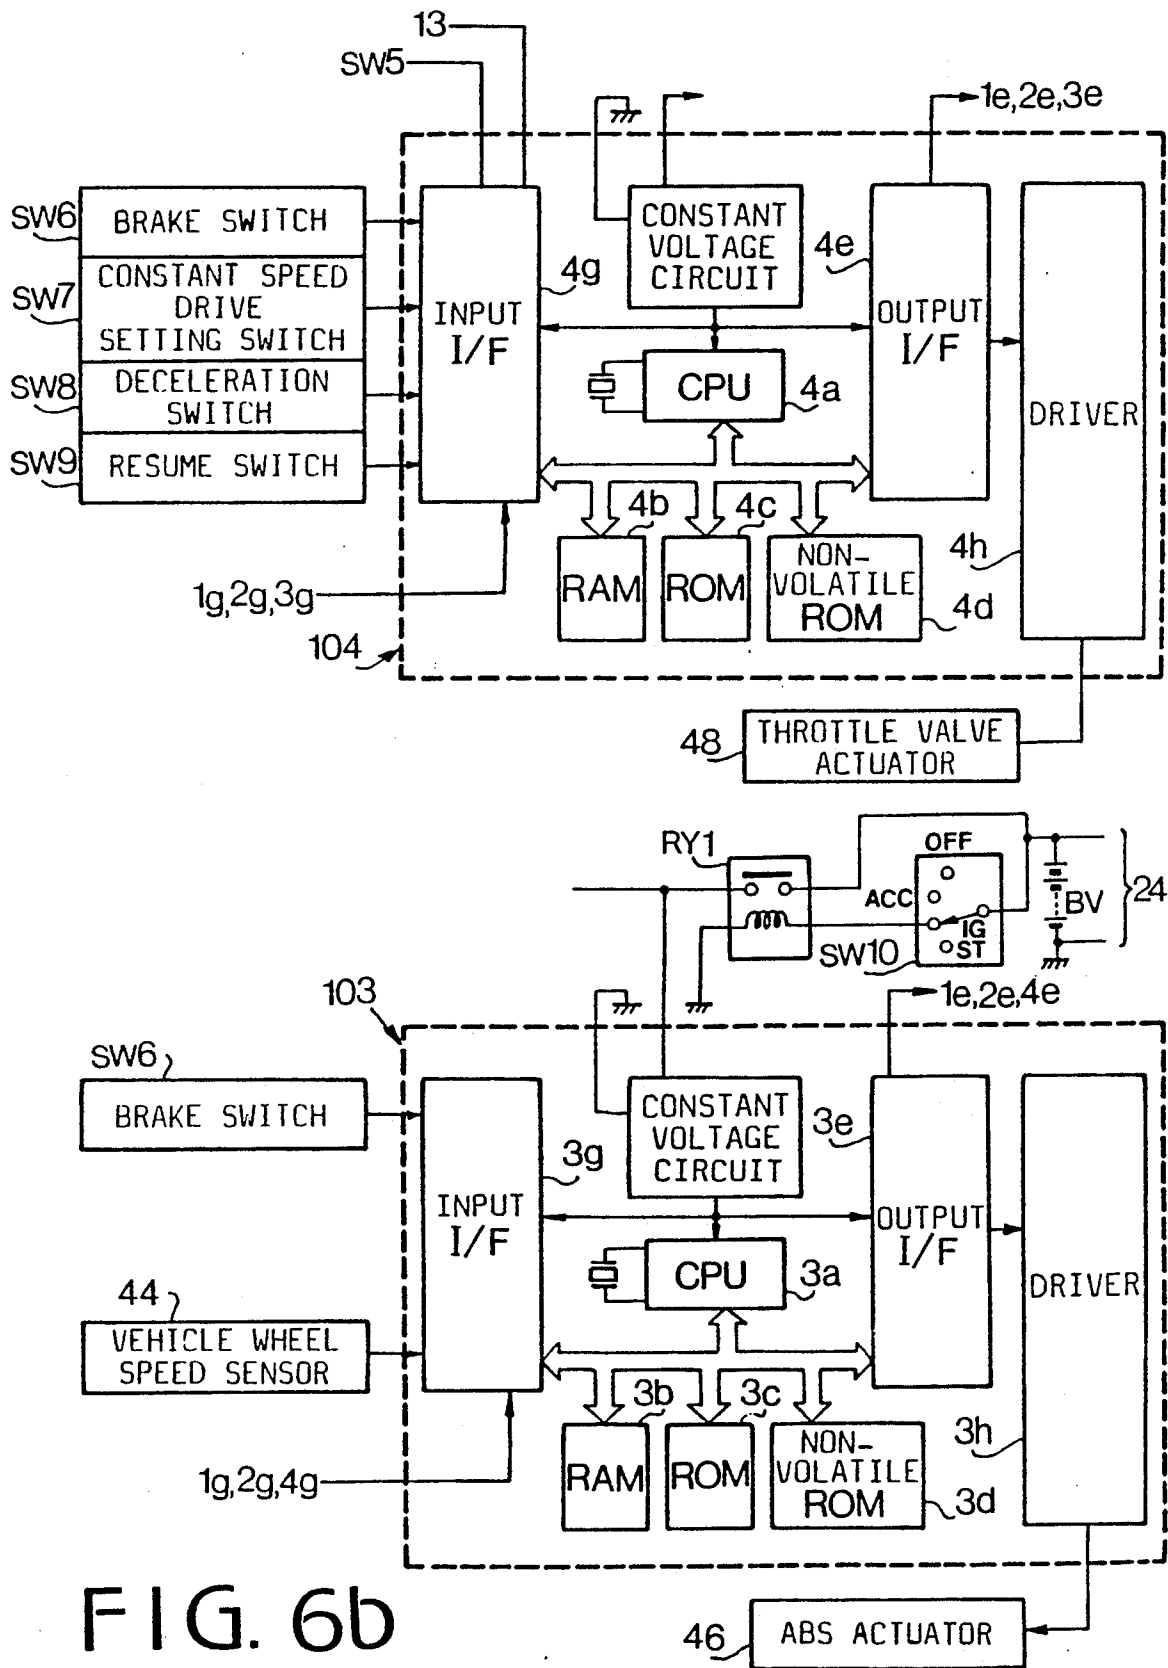 13
SW5
1e,2e,3e
SW6
BRAKE SWITCH
SW7
CONSTANT SPEED
DRIVE
SETTING SWITCH
SW8
DECELERATION
SWITCH
SW9
RESUME SWITCH
INPUT
I/F
4g
CONSTANT
VOLTAGE
CIRCUIT
4e
OUTPUT
I/F
CPU
4a
DRIVER
4b
RAM
4c
ROM
NON-
VOLATILE
ROM
4d
4h
1g,2g,3g
104
48
THROTTLE VALVE
ACTUATOR
RY1
OFF
ACC
IG
ST
SW10
BV
24
103
1e,2e,4e
SW6
BRAKE SWITCH
INPUT
I/F
3g
CONSTANT
VOLTAGE
CIRCUIT
3e
OUTPUT
I/F
CPU
3a
DRIVER
44
VEHICLE WHEEL
SPEED SENSOR
3b
RAM
3c
ROM
NON-
VOLATILE
ROM
3d
3h
1g,2g,4g
46
ABS ACTUATOR
FIG. 6b